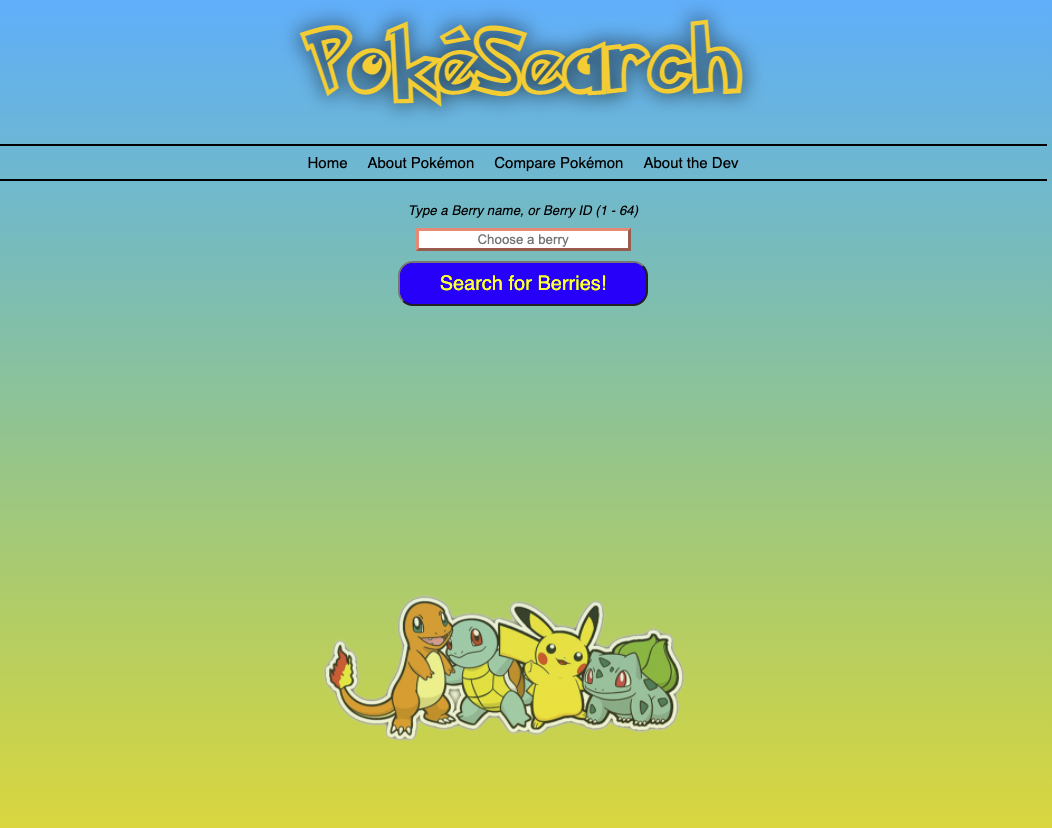 PokéSearch
Home About Pokémon Compare Pokémon About the Dev
Type a Berry name, or Berry ID (1 - 64)
Choose a berry
Search for Berries!